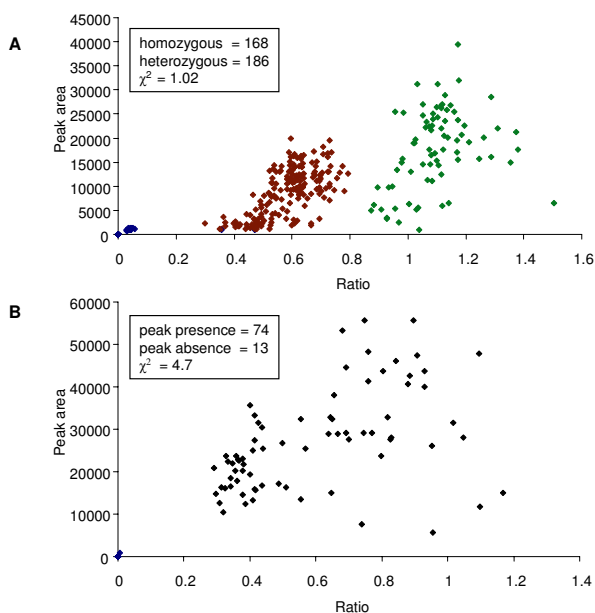 A
45000
40000
35000
30000
25000
20000
15000
10000
5000
0
Peak area
homozygous = 168
heterozygous = 186
χ² = 1.02
0 0.2 0.4 0.6 0.8 1 1.2 1.4 1.6
Ratio
B
60000
50000
40000
30000
20000
10000
0
Peak area
peak presence = 74
peak absence = 13
χ² = 4.7
0 0.2 0.4 0.6 0.8 1 1.2 1.4
Ratio